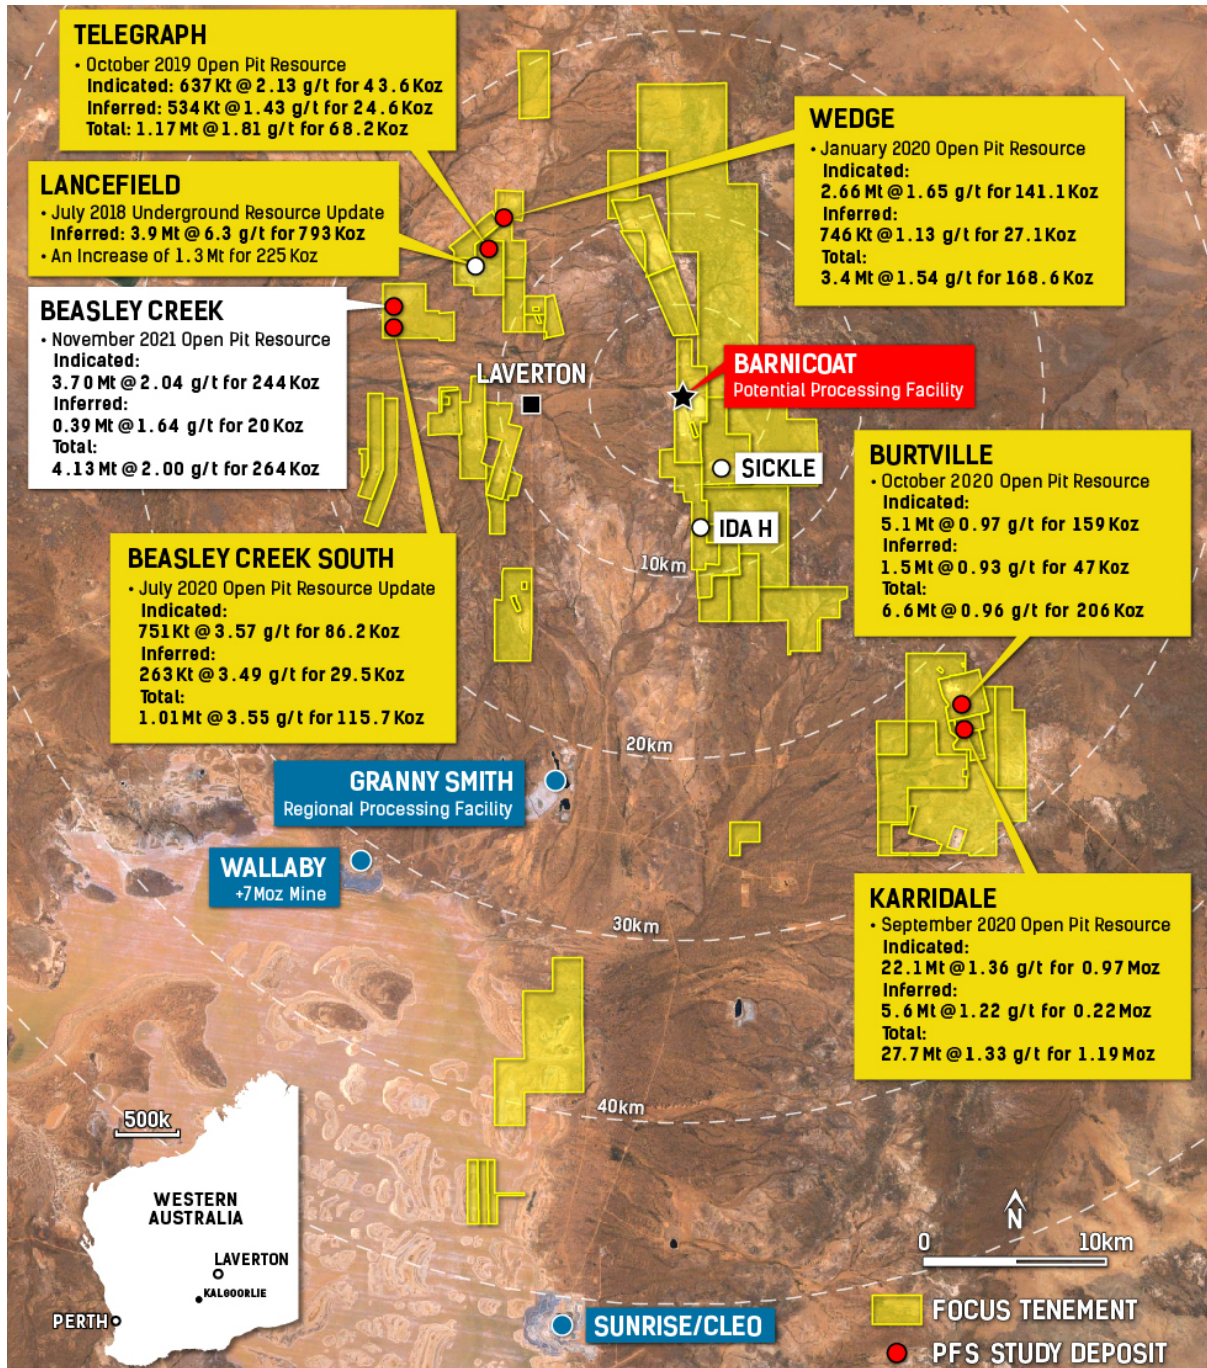 TELEGRAPH
• October 2019 Open Pit Resource
Indicated: 637 Kt @ 2.13 g/t for 43.6 Koz
Inferred: 534 Kt @ 1.43 g/t for 24.6 Koz
Total: 1.17 Mt @ 1.81 g/t for 68.2 Koz
LANCEFIELD
• July 2018 Underground Resource Update
Inferred: 3.9 Mt @ 6.3 g/t for 793 Koz
• An Increase of 1.3 Mt for 225 Koz
WEDGE
• January 2020 Open Pit Resource
Indicated:
2.66 Mt @ 1.65 g/t for 141.1 Koz
Inferred:
746 Kt @ 1.13 g/t for 27.1 Koz
Total:
3.4 Mt @ 1.54 g/t for 168.6 Koz
BEASLEY CREEK
• November 2021 Open Pit Resource
Indicated:
3.70 Mt @ 2.04 g/t for 244 Koz
Inferred:
0.39 Mt @ 1.64 g/t for 20 Koz
Total:
4.13 Mt @ 2.00 g/t for 264 Koz
LAVERTON
BARNICOAT
Potential Processing Facility
SICKLE
IDA H
10km
BURTVILLE
• October 2020 Open Pit Resource
Indicated:
5.1 Mt @ 0.97 g/t for 159 Koz
Inferred:
1.5 Mt @ 0.93 g/t for 47 Koz
Total:
6.6 Mt @ 0.96 g/t for 206 Koz
BEASLEY CREEK SOUTH
• July 2020 Open Pit Resource Update
Indicated:
751 Kt @ 3.57 g/t for 86.2 Koz
Inferred:
263 Kt @ 3.49 g/t for 29.5 Koz
Total:
1.01 Mt @ 3.55 g/t for 115.7 Koz
20km
GRANNY SMITH
Regional Processing Facility
WALLABY
+7Moz Mine
30km
KARRIDALE
• September 2020 Open Pit Resource
Indicated:
22.1 Mt @ 1.36 g/t for 0.97 Moz
Inferred:
5.6 Mt @ 1.22 g/t for 0.22 Moz
Total:
27.7 Mt @ 1.33 g/t for 1.19 Moz
40km
500k
WESTERN
AUSTRALIA
LAVERTON
KALGOORLIE
PERTH
SUNRISE/CLEO
N
0 10km
FOCUS TENEMENT
PFS STUDY DEPOSIT